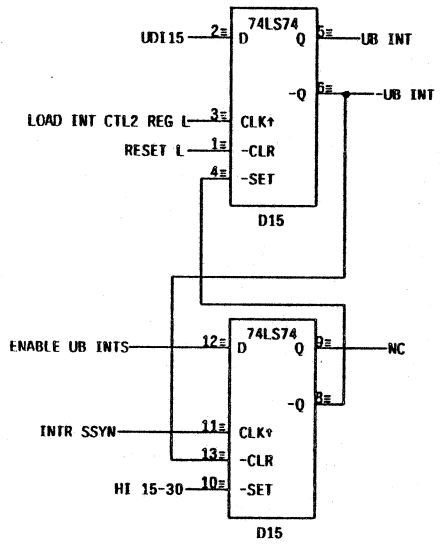 74LS74
UDI15 2 D Q 5 UB INT
-Q 6 -UB INT
LOAD INT CTL2 REG L 3 CLK↑
RESET L 1 -CLR
4 -SET
D15
74LS74
ENABLE UB INTS 12 D Q 9 NC
-Q 8
INTR SSYN 11 CLK↑
13 -CLR
HI 15-30 10 -SET
D15